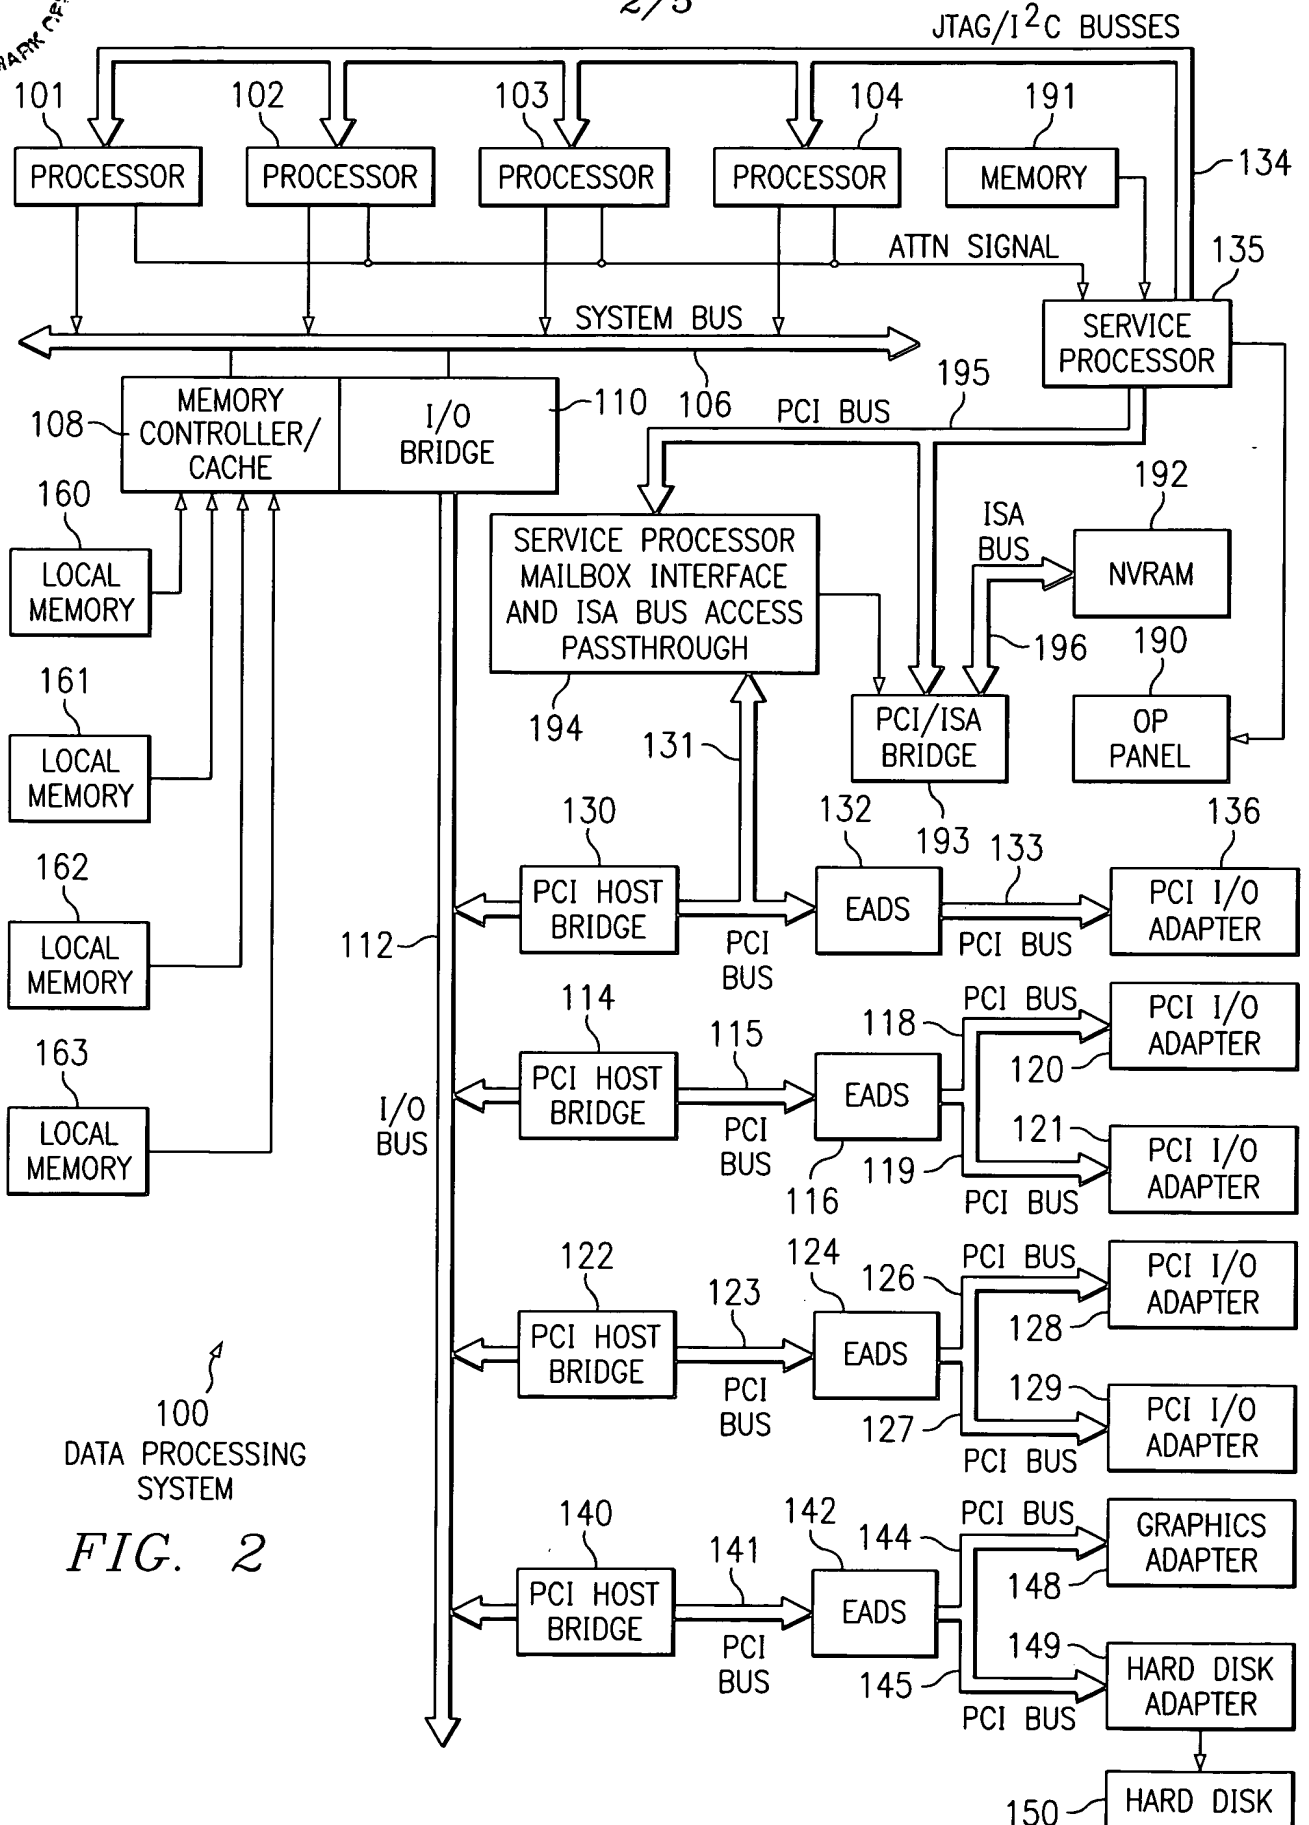 2/5
JTAG/I2C BUSSES
101
102
103
104
191
134
PROCESSOR
PROCESSOR
PROCESSOR
PROCESSOR
MEMORY
ATTN SIGNAL
135
SYSTEM BUS
SERVICE
PROCESSOR
108
MEMORY
CONTROLLER/
CACHE
I/O
BRIDGE
110
106
195
PCI BUS
160
LOCAL
MEMORY
SERVICE PROCESSOR
MAILBOX INTERFACE
AND ISA BUS ACCESS
PASSTHROUGH
194
ISA
BUS
192
NVRAM
196
190
OP
PANEL
161
LOCAL
MEMORY
131
PCI/ISA
BRIDGE
193
130
132
133
136
PCI HOST
BRIDGE
PCI
BUS
EADS
PCI BUS
PCI I/O
ADAPTER
162
LOCAL
MEMORY
112
114
115
118
PCI BUS
PCI I/O
ADAPTER
120
PCI HOST
BRIDGE
PCI
BUS
EADS
116
119
121
PCI BUS
PCI I/O
ADAPTER
163
LOCAL
MEMORY
I/O
BUS
122
123
124
126
PCI BUS
PCI I/O
ADAPTER
128
PCI HOST
BRIDGE
PCI
BUS
EADS
127
129
PCI BUS
PCI I/O
ADAPTER
100
DATA PROCESSING
SYSTEM
FIG. 2
140
141
142
144
PCI BUS
GRAPHICS
ADAPTER
148
PCI HOST
BRIDGE
PCI
BUS
EADS
145
149
PCI BUS
HARD DISK
ADAPTER
150
HARD DISK